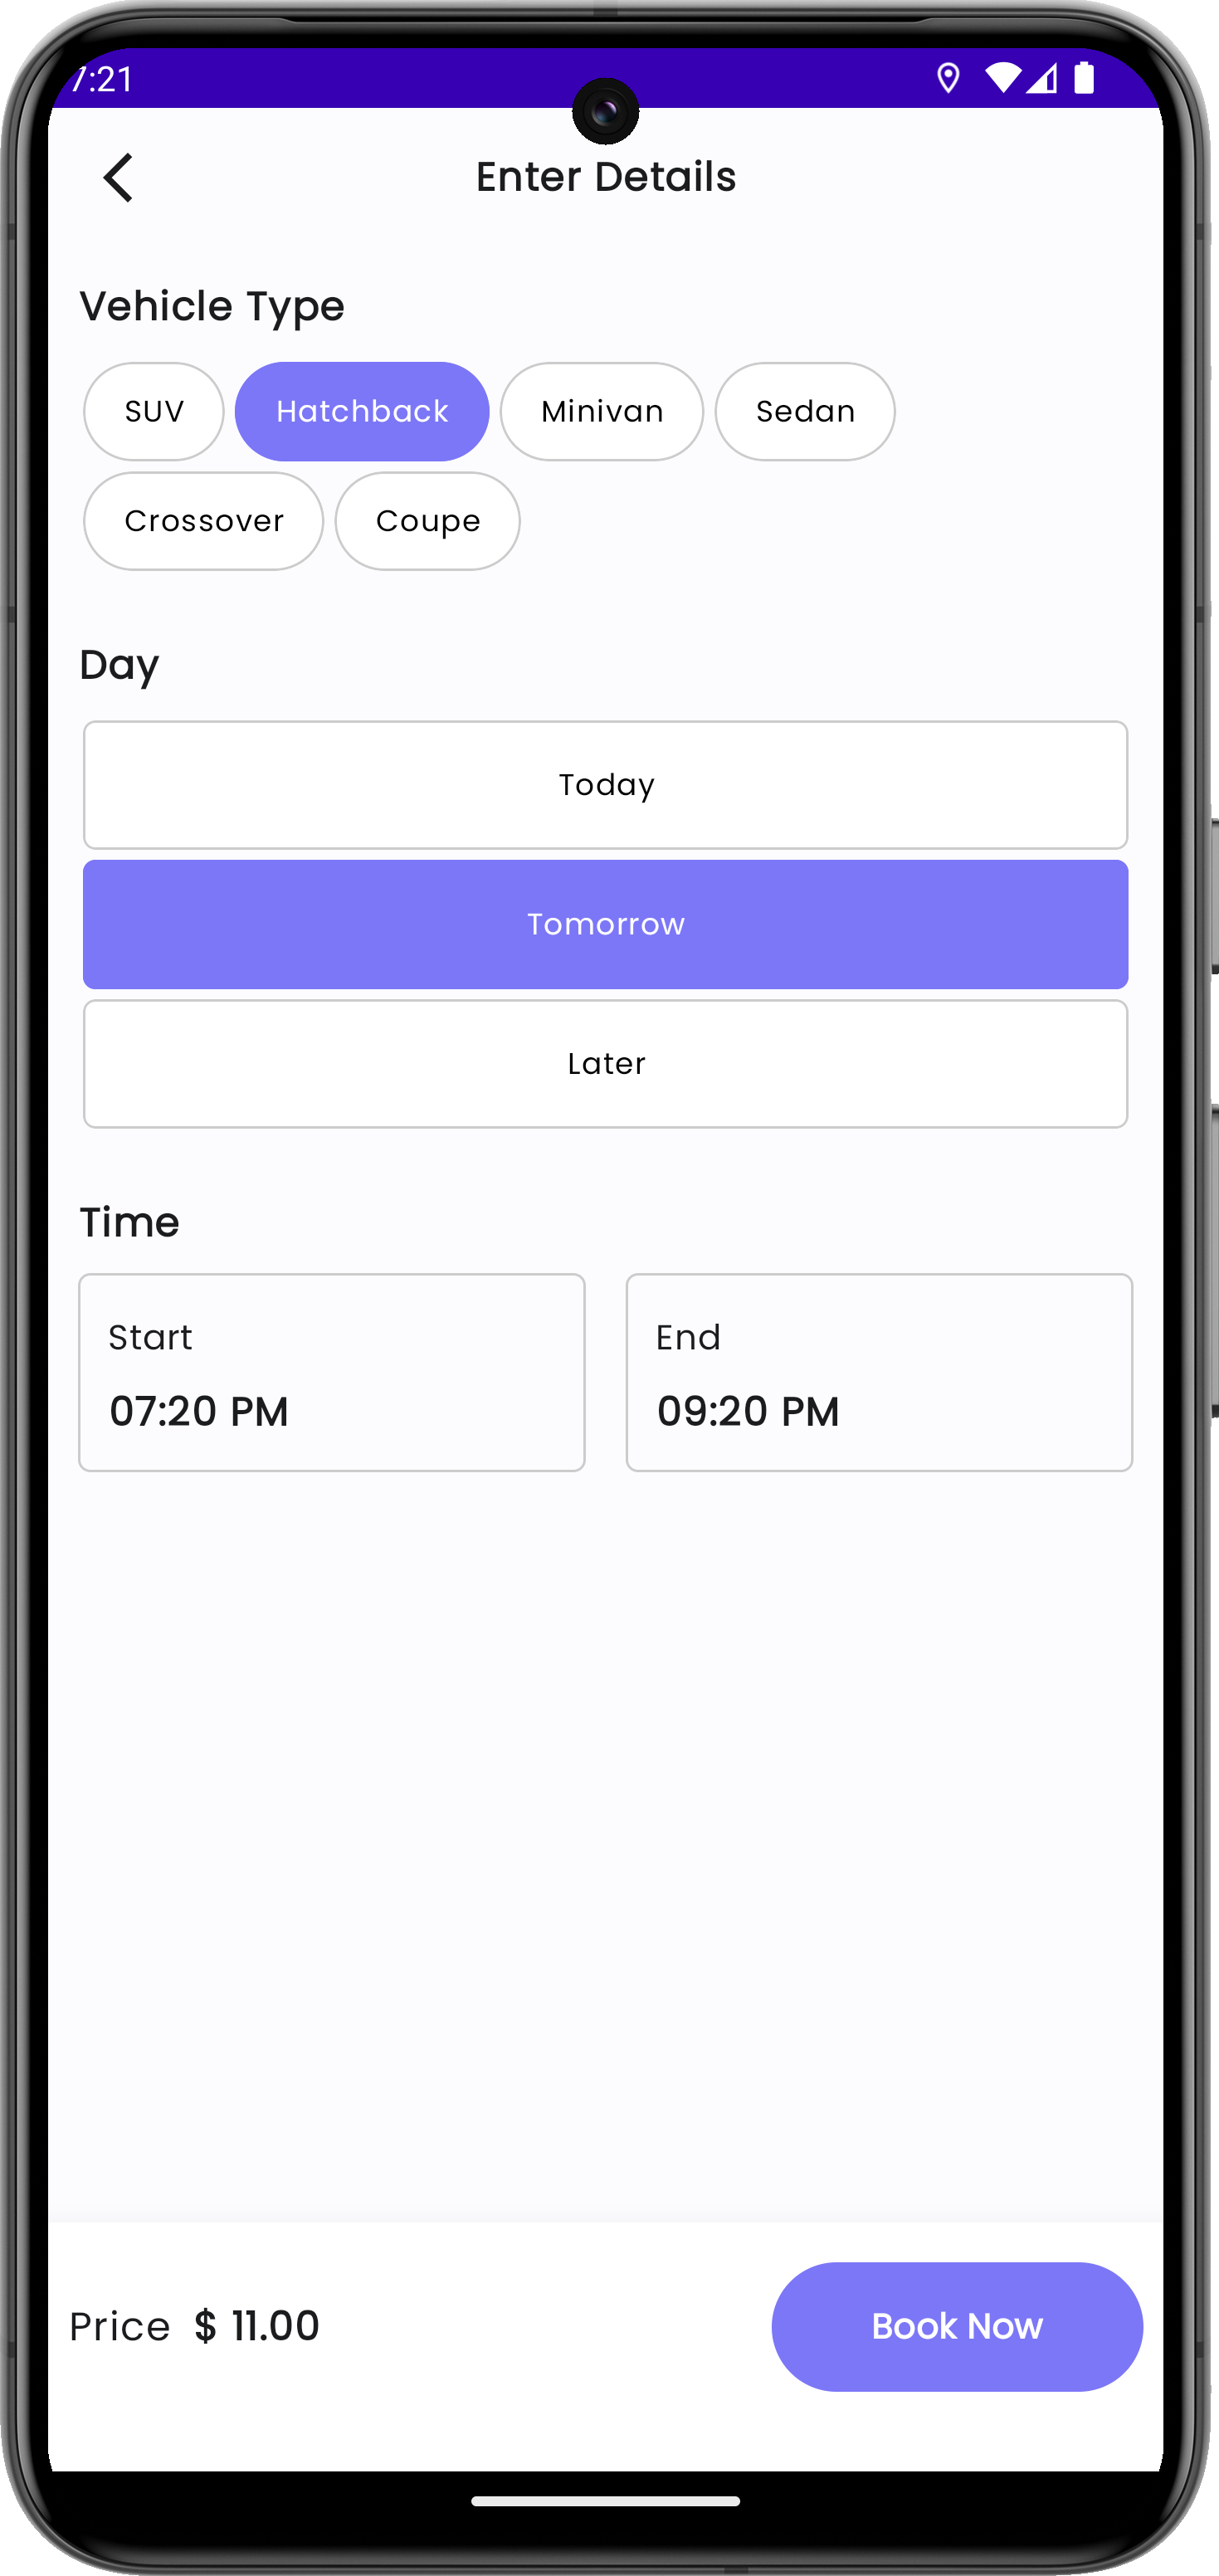 7:21
Enter Details
Vehicle Type
SUV Hatchback Minivan Sedan
Crossover Coupe
Day
Today
Tomorrow
Later
Time
Start End
07:20 PM 09:20 PM
Price $ 11.00 Book Now